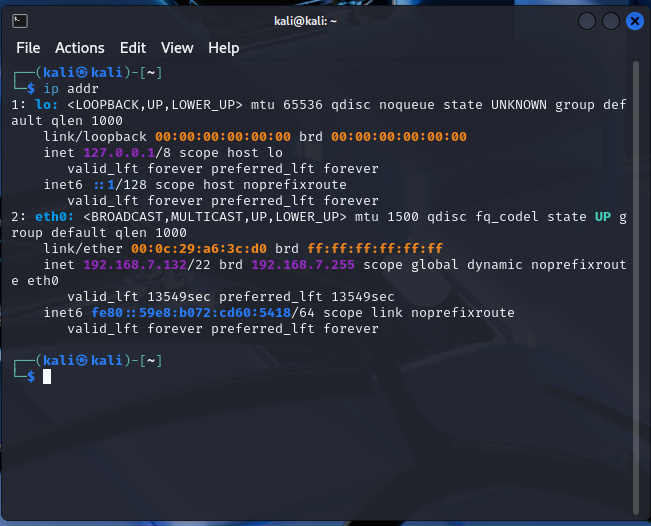 kali@kali: ~
File Actions Edit View Help
┌──(kali㉿kali)-[~]
└─$ ip addr
1: lo: <LOOPBACK,UP,LOWER_UP> mtu 65536 qdisc noqueue state UNKNOWN group def
ault qlen 1000
    link/loopback 00:00:00:00:00:00 brd 00:00:00:00:00:00
    inet 127.0.0.1/8 scope host lo
       valid_lft forever preferred_lft forever
    inet6 ::1/128 scope host noprefixroute
       valid_lft forever preferred_lft forever
2: eth0: <BROADCAST,MULTICAST,UP,LOWER_UP> mtu 1500 qdisc fq_codel state UP g
roup default qlen 1000
    link/ether 00:0c:29:a6:3c:d0 brd ff:ff:ff:ff:ff:ff
    inet 192.168.7.132/22 brd 192.168.7.255 scope global dynamic noprefixrout
e eth0
       valid_lft 13549sec preferred_lft 13549sec
    inet6 fe80::59e8:b072:cd60:5418/64 scope link noprefixroute
       valid_lft forever preferred_lft forever
┌──(kali㉿kali)-[~]
└─$